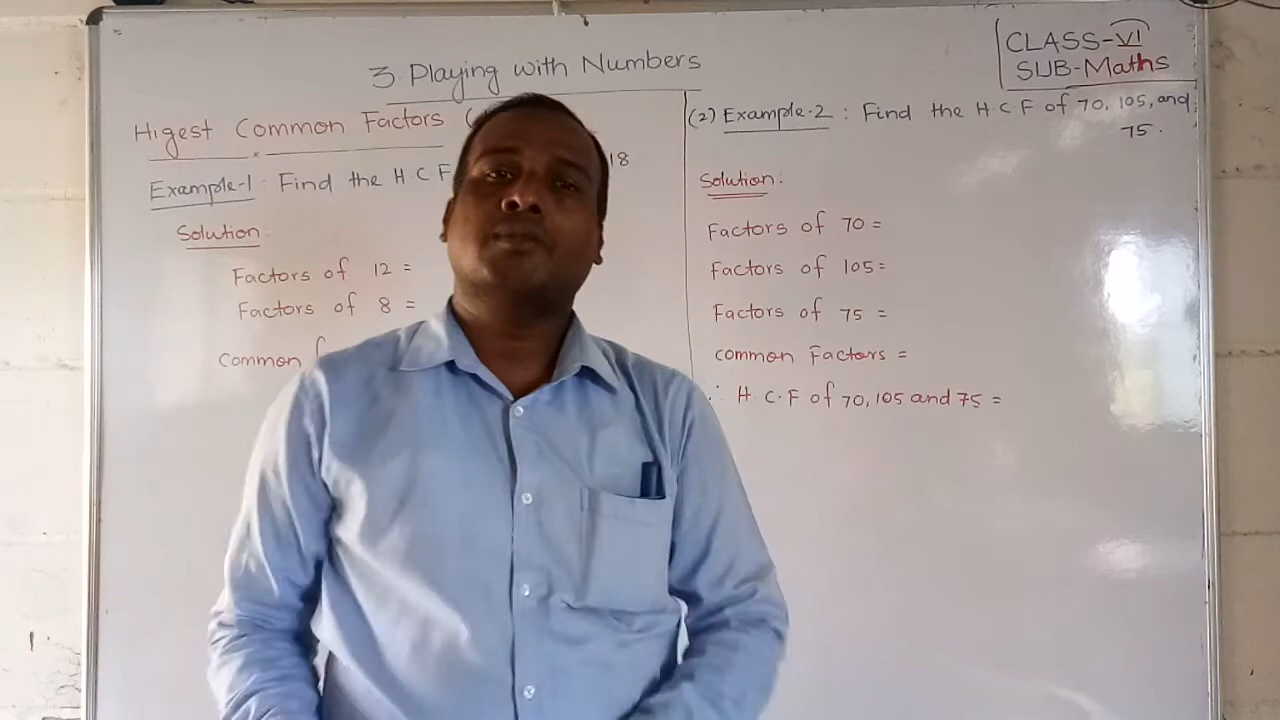 3. Playing with Numbers
CLASS-VI
SUB-Maths
Higest Common Factors (
Example-1 : Find the H.C.F 18
Solution.
Factors of 12 =
Factors of 8 =
Common
(2) Example-2 : Find the H.C.F of 70, 105, and
75.
Solution:
Factors of 70 =
Factors of 105=
Factors of 75 =
common Factors =
∴ H.C.F of 70, 105 and 75 =